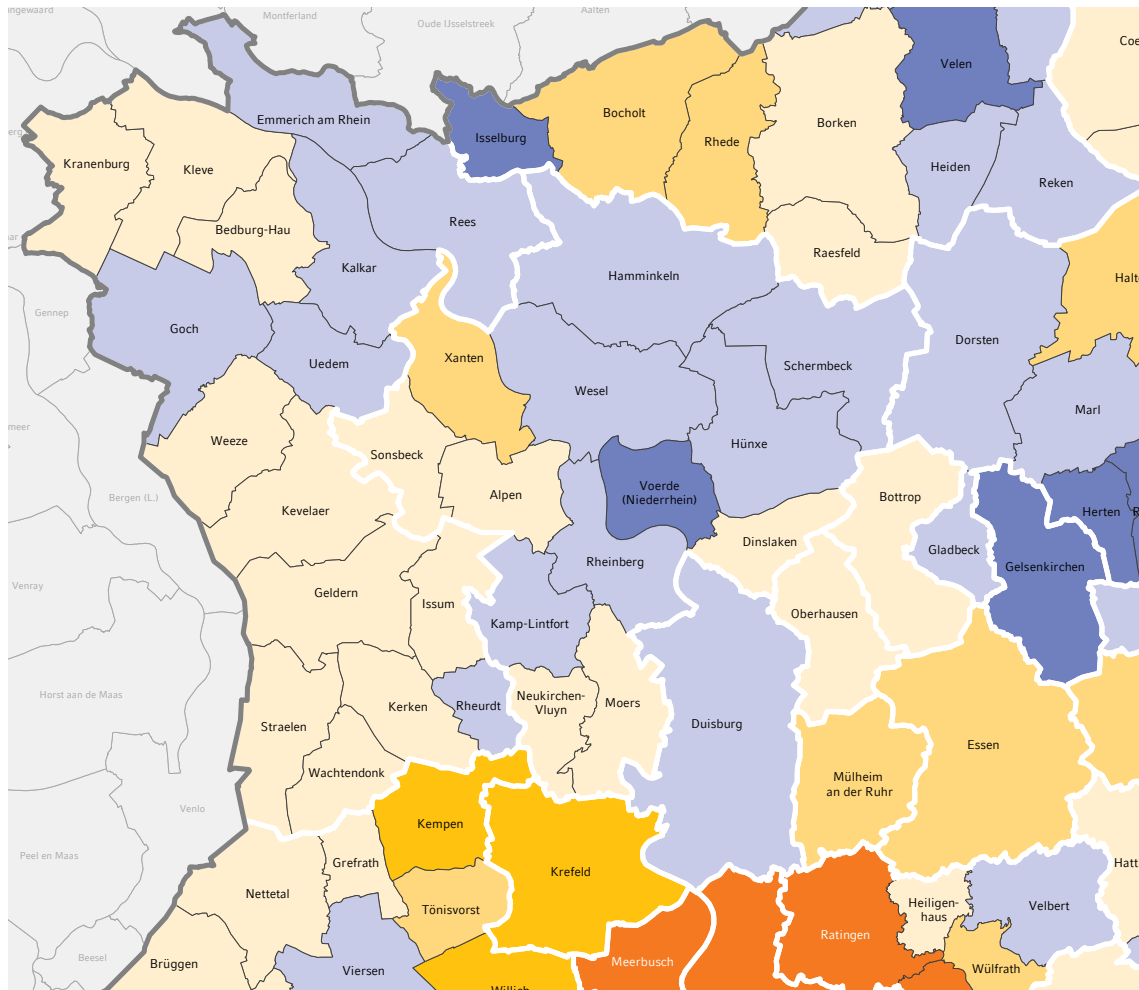 ingewaard
Montferland
Oude IJsselstreek
Aalten
Coe
Velen
Emmerich am Rhein
Isselburg
Bocholt
Rhede
Borken
Kranenburg
Kleve
Heiden
Reken
Bedburg-Hau
Rees
Raesfeld
Kalkar
Hamminkeln
Halt
Gennep
Goch
Dorsten
Uedem
Xanten
Schermbeck
Wesel
Marl
meer
Weeze
Sonsbeck
Hünxe
Bergen (L.)
Kevelaer
Alpen
Voerde
(Niederrhein)
Bottrop
Herten
R
Dinslaken
Gladbeck
Rheinberg
Gelsenkirchen
Venray
Geldern
Issum
Kamp-Lintfort
Oberhausen
Horst aan de Maas
Straelen
Kerken
Rheurdt
Neukirchen-
Vluyn
Moers
Duisburg
Essen
Wachtendonk
Mülheim
an der Ruhr
Venlo
Kempen
Peel en Maas
Grefrath
Krefeld
Hatt
Nettetal
Tönisvorst
Heiligen-
haus
Velbert
Ratingen
Beesel
Brüggen
Viersen
Meerbusch
Wülfrath
Willich